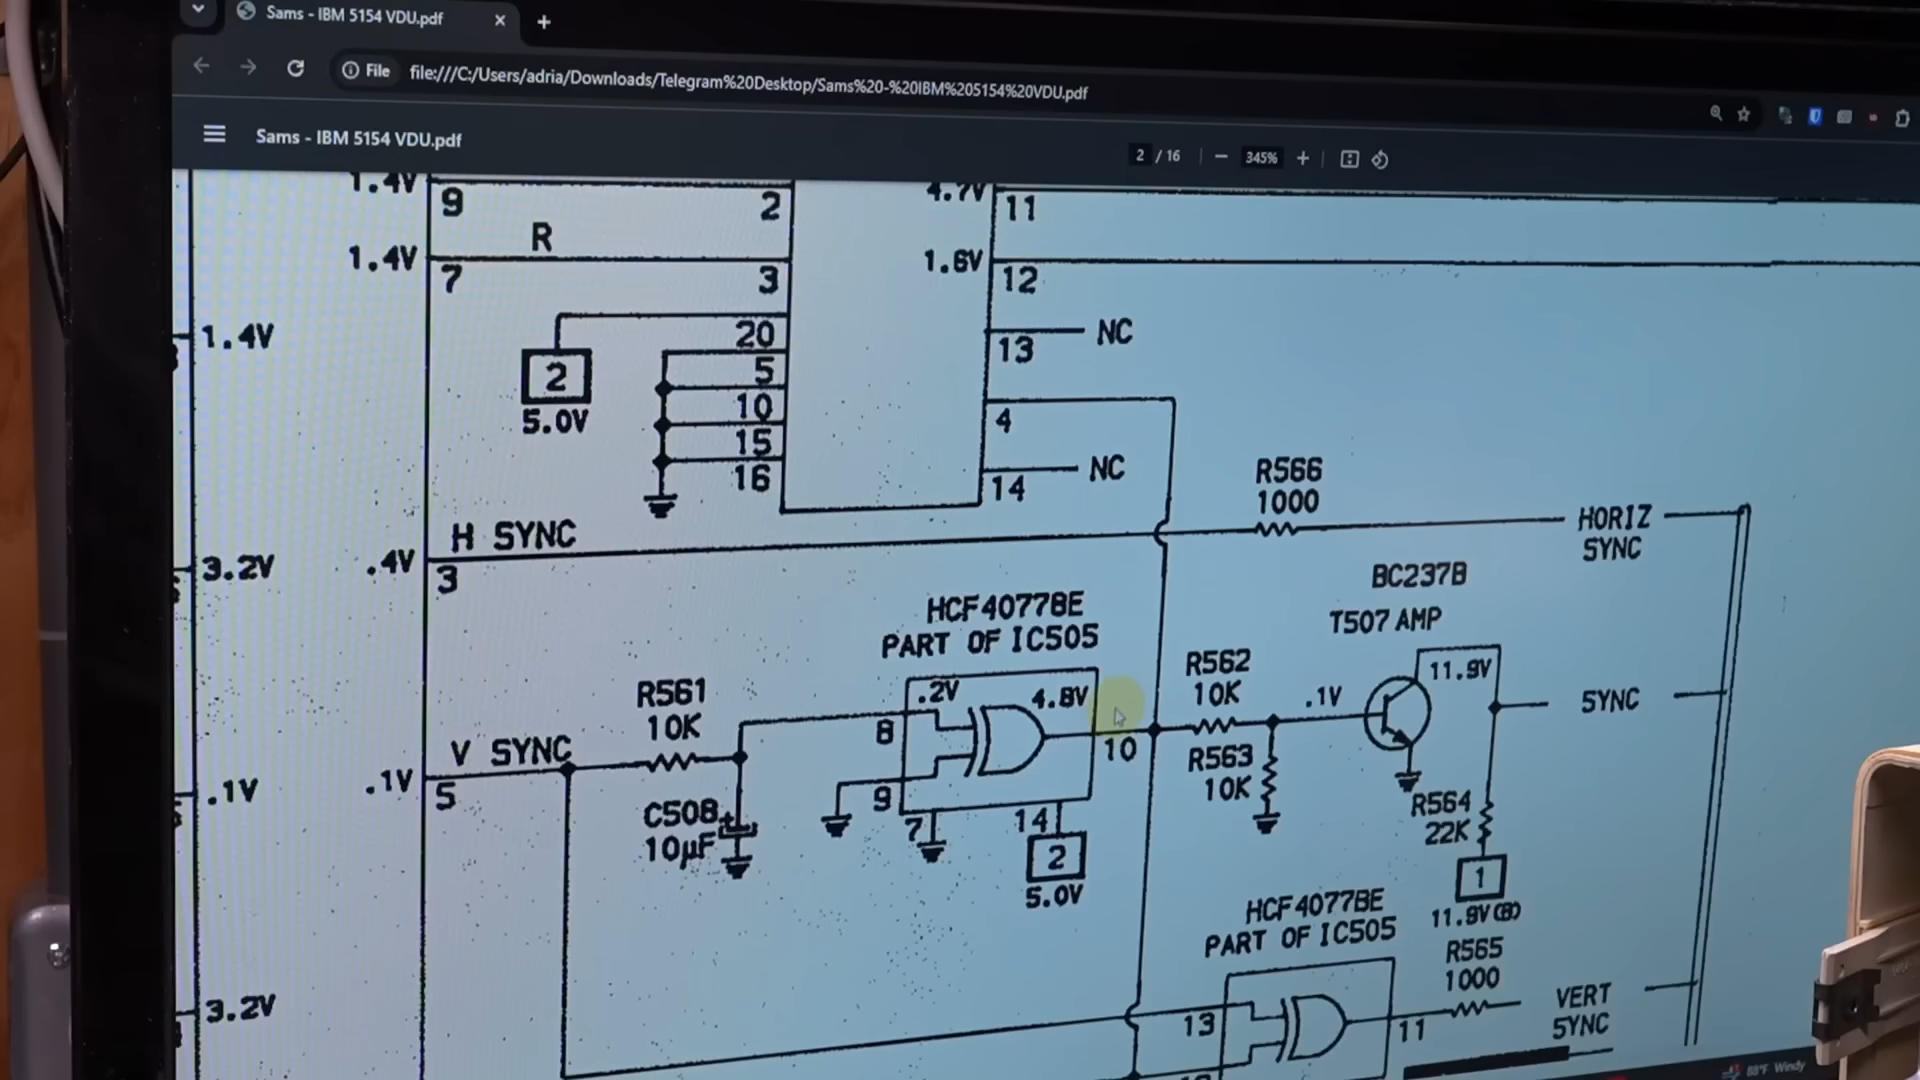 Sams - IBM 5154 VDU.pdf
File file:///C:/Users/adria/Downloads/Telegram%20Desktop/Sams%20-%20IBM%205154%20VDU.pdf
Sams - IBM 5154 VDU.pdf
2 / 16
345%
1.4V
9
2
4.7V
11
R
1.4V
7
3
1.6V
12
1.4V
2
5.0V
20
5
10
15
16
13
NC
4
14
NC
R566
1000
H SYNC
HORIZ
SYNC
3.2V
.4V
3
HCF4077BE
PART OF IC505
BC237B
T507 AMP
R561
10K
.2V
4.8V
R562
10K
.1V
11.9V
SYNC
8
10
V SYNC
.1V
.1V
5
R563
10K
C508
+
10µF
9
7
14
2
5.0V
R564
22K
1
11.9V(B)
HCF4077BE
PART OF IC505
R565
1000
3.2V
13
11
VERT
SYNC
88°F Windy